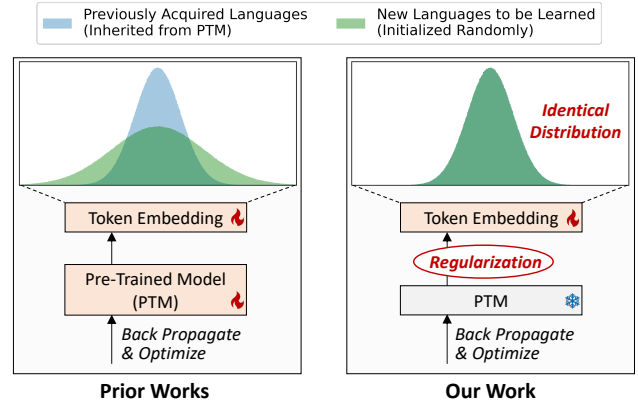 Previously Acquired Languages
(Inherited from PTM)
New Languages to be Learned
(Initialized Randomly)
Token Embedding
Pre-Trained Model
(PTM)
Back Propagate
& Optimize
Prior Works
Identical
Distribution
Token Embedding
Regularization
PTM
Back Propagate
& Optimize
Our Work